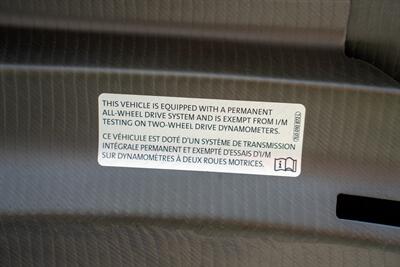 THIS VEHICLE IS EQUIPPED WITH A PERMANENT
ALL-WHEEL DRIVE SYSTEM AND IS EXEMPT FROM I/M
TESTING ON TWO-WHEEL DRIVE DYNAMOMETERS.
CE VÉHICULE EST DOTÉ D'UN SYSTÈME DE TRANSMISSION
INTÉGRALE PERMANENT ET EXEMPTÉ D'ESSAIS D'I/M
SUR DYNAMOMÈTRES À DEUX ROUES MOTRICES.